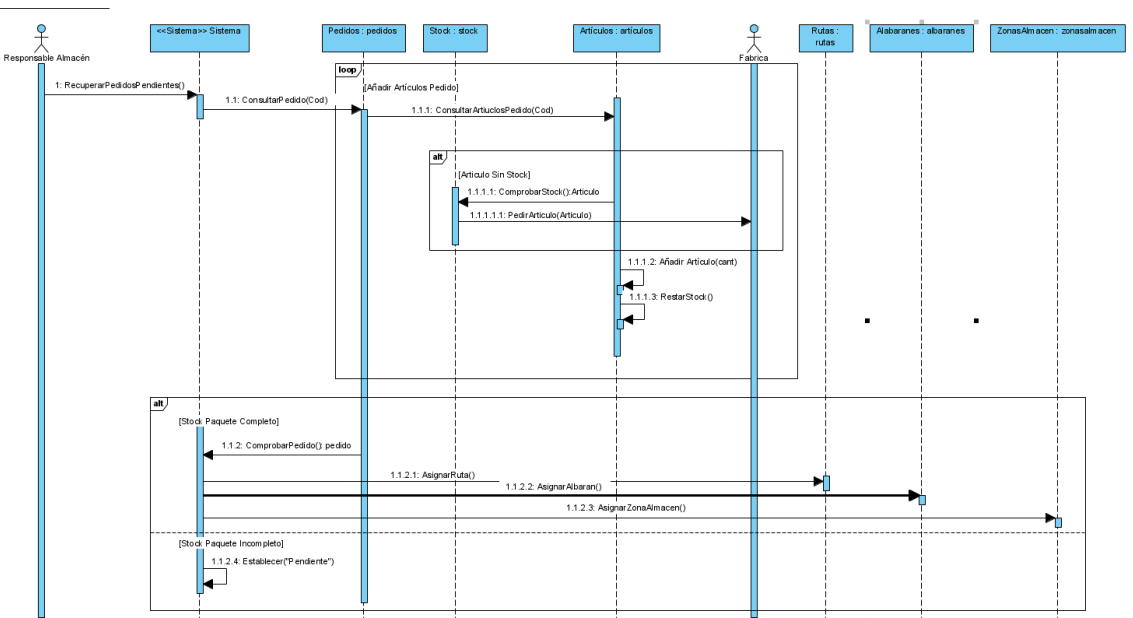 <<Sistema>> Sistema
Pedidos : pedidos
Stock : stock
Artículos : artículos
Rutas :
rutas
Alabaranes : albaranes
ZonasAlmacen : zonasalmacen
Responsable Almacén
Fabrica
loop
[Añadir Artículos Pedido]
1: RecuperarPedidosPendientes()
1.1: ConsultarPedido(Cod)
1.1.1: ConsultarArtiuclosPedido(Cod)
alt
[Articulo Sin Stock]
1.1.1.1: ComprobarStock():Articulo
1.1.1.1.1: PedirArticulo(Articulo)
1.1.1.2: Añadir Artículo(cant)
1.1.1.3: RestarStock()
alt
[Stock Paquete Completo]
1.1.2: ComprobarPedido(): pedido
1.1.2.1: AsignarRuta()
1.1.2.2: AsignarAlbaran()
1.1.2.3: AsignarZonaAlmacen()
[Stock Paquete Incompleto]
1.1.2.4: Establecer("Pendiente")